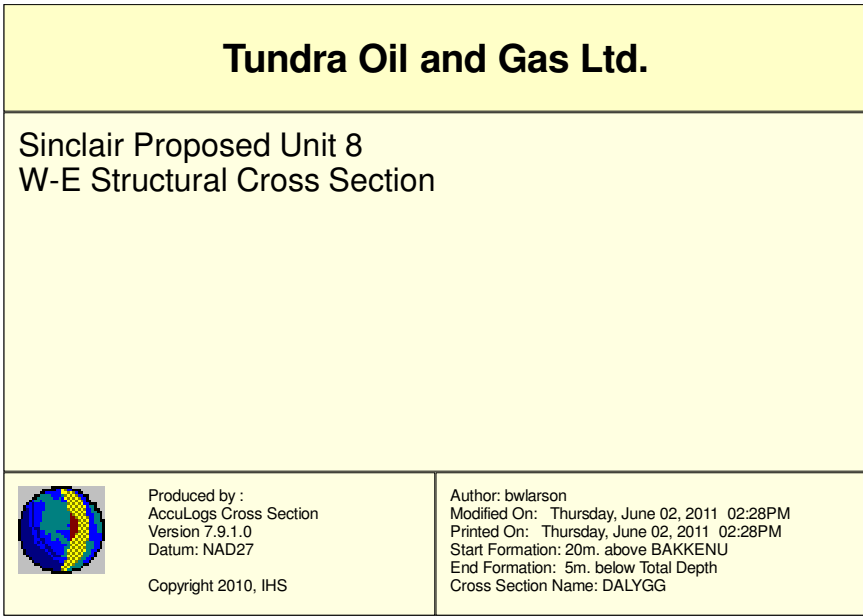 Tundra Oil and Gas Ltd.
Sinclair Proposed Unit 8
W-E Structural Cross Section
Produced by :
AccuLogs Cross Section
Version 7.9.1.0
Datum: NAD27
Copyright 2010, IHS
Author: bwlarson
Modified On: Thursday, June 02, 2011 02:28PM
Printed On: Thursday, June 02, 2011 02:28PM
Start Formation: 20m. above BAKKENU
End Formation: 5m. below Total Depth
Cross Section Name: DALYGG